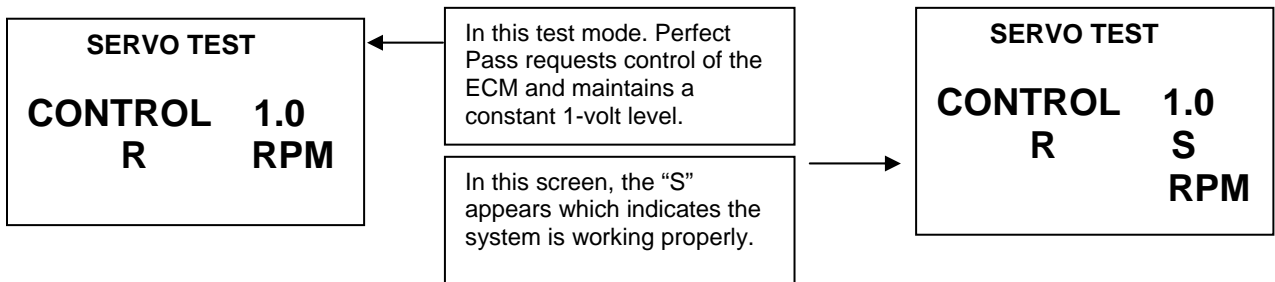 SERVO TEST
CONTROL 1.0
R RPM
In this test mode. Perfect
Pass requests control of the
ECM and maintains a
constant 1-volt level.
In this screen, the “S”
appears which indicates the
system is working properly.
SERVO TEST
CONTROL 1.0
R S
RPM